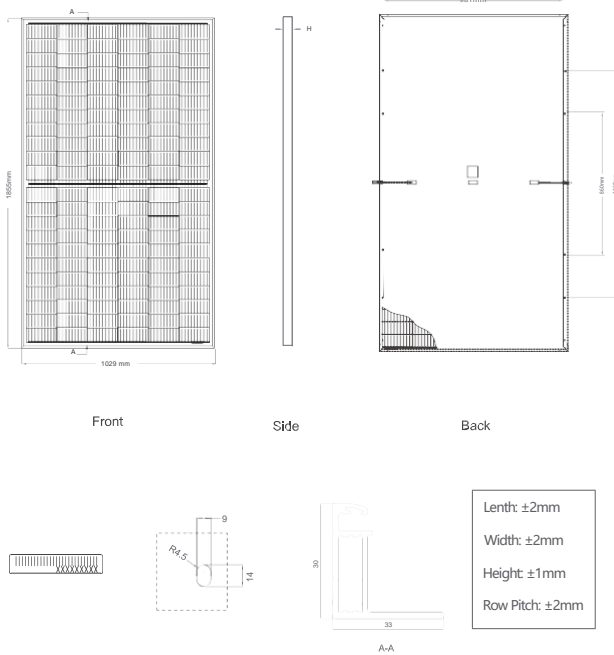 A
H
1855mm
550mm
A
1029 mm
Front
Side
Back
9
R4.5
14
30
33
A-A
Lenth: ±2mm
Width: ±2mm
Height: ±1mm
Row Pitch: ±2mm